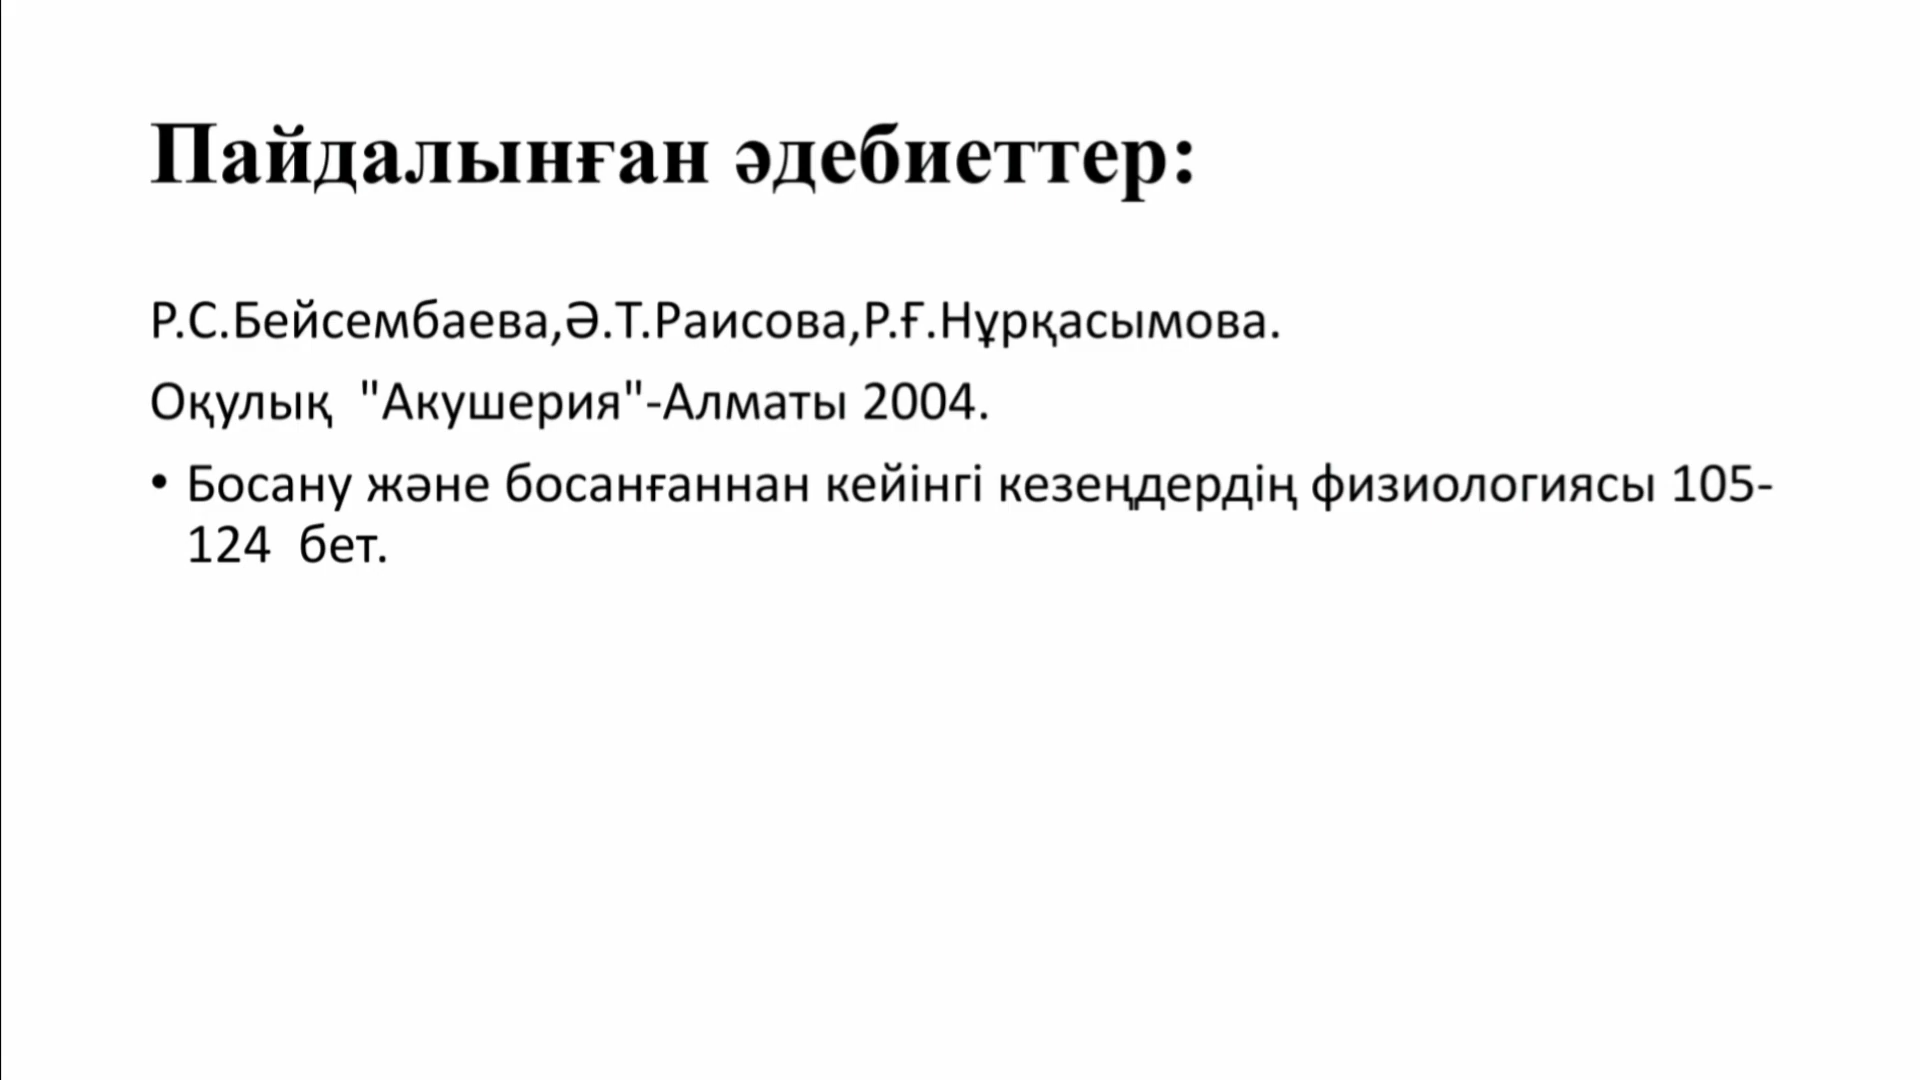 Пайдалынған әдебиеттер:
Р.С.Бейсембаева,Ә.Т.Раисова,Р.Ғ.Нұрқасымова.
Оқулық  "Акушерия"-Алматы 2004.
• Босану және босанғаннан кейінгі кезеңдердің физиологиясы 105-
124  бет.